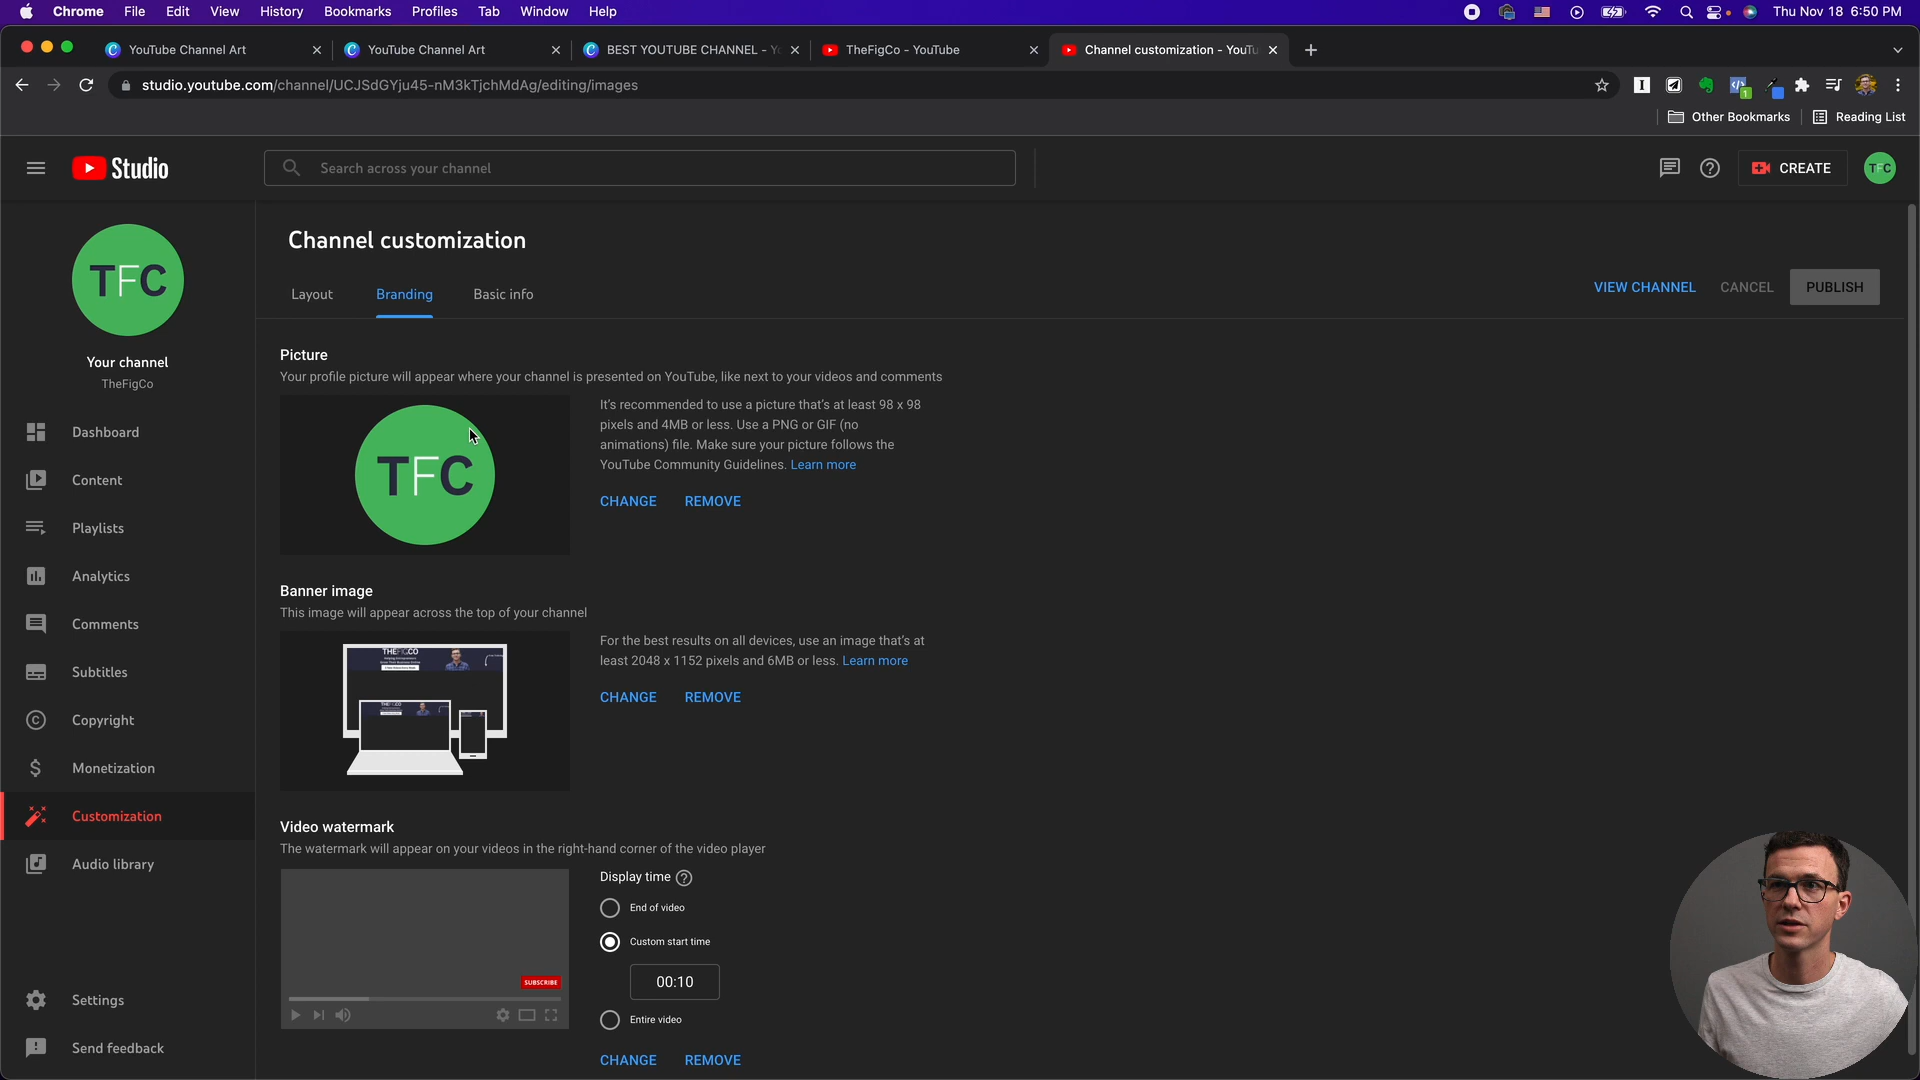 Chrome File Edit View History Bookmarks Profiles Tab Window Help Thu Nov 18 6:50 PM
YouTube Channel Art YouTube Channel Art BEST YOUTUBE CHANNEL - Yo TheFigCo - YouTube Channel customization - YouTu
studio.youtube.com/channel/UCJSdGYju45-nM3kTjchMdAg/editing/images
Other Bookmarks Reading List
Studio Search across your channel CREATE TFC
TFC
Your channel
TheFigCo
Dashboard
Content
Playlists
Analytics
Comments
Subtitles
Copyright
Monetization
Customization
Audio library
Settings
Send feedback
Channel customization
Layout Branding Basic info
VIEW CHANNEL CANCEL PUBLISH
Picture
Your profile picture will appear where your channel is presented on YouTube, like next to your videos and comments
TFC
It's recommended to use a picture that's at least 98 x 98
pixels and 4MB or less. Use a PNG or GIF (no
animations) file. Make sure your picture follows the
YouTube Community Guidelines. Learn more
CHANGE REMOVE
Banner image
This image will appear across the top of your channel
THEFIGCO
THEFIGCO
For the best results on all devices, use an image that's at
least 2048 x 1152 pixels and 6MB or less. Learn more
CHANGE REMOVE
Video watermark
The watermark will appear on your videos in the right-hand corner of the video player
SUBSCRIBE
Display time
End of video
Custom start time
00:10
Entire video
CHANGE REMOVE